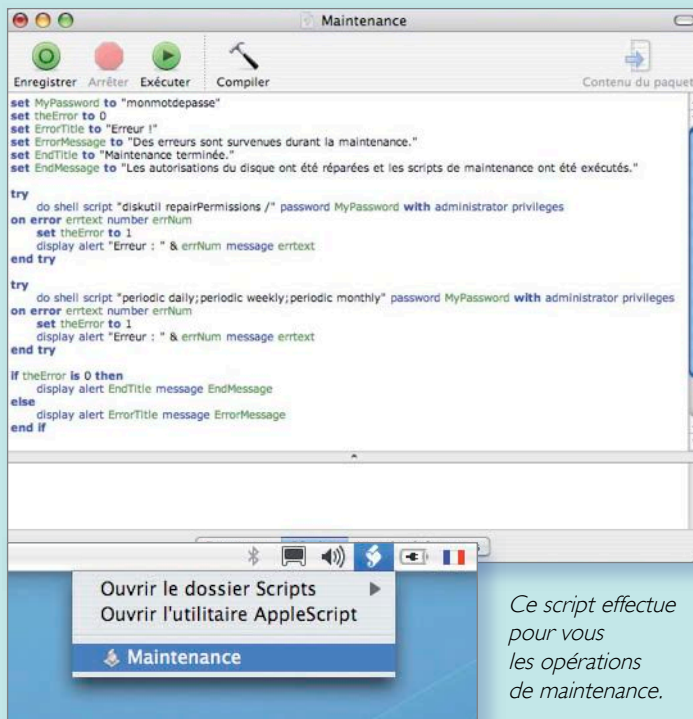 Maintenance
Enregistrer Arrêter Exécuter Compiler Contenu du paquet
set MyPassword to "monmotdepasse"
set theError to 0
set ErrorTitle to "Erreur !"
set ErrorMessage to "Des erreurs sont survenues durant la maintenance."
set EndTitle to "Maintenance terminée."
set EndMessage to "Les autorisations du disque ont été réparées et les scripts de maintenance ont été exécutés."
try
do shell script "diskutil repairPermissions /" password MyPassword with administrator privileges
on error errtext number errNum
set theError to 1
display alert "Erreur : " & errNum message errtext
end try
try
do shell script "periodic daily;periodic weekly;periodic monthly" password MyPassword with administrator privileges
on error errtext number errNum
set theError to 1
display alert "Erreur : " & errNum message errtext
end try
if theError is 0 then
display alert EndTitle message EndMessage
else
display alert ErrorTitle message ErrorMessage
end if
Ouvrir le dossier Scripts
Ouvrir l'utilitaire AppleScript
Maintenance
Ce script effectue
pour vous
les opérations
de maintenance.